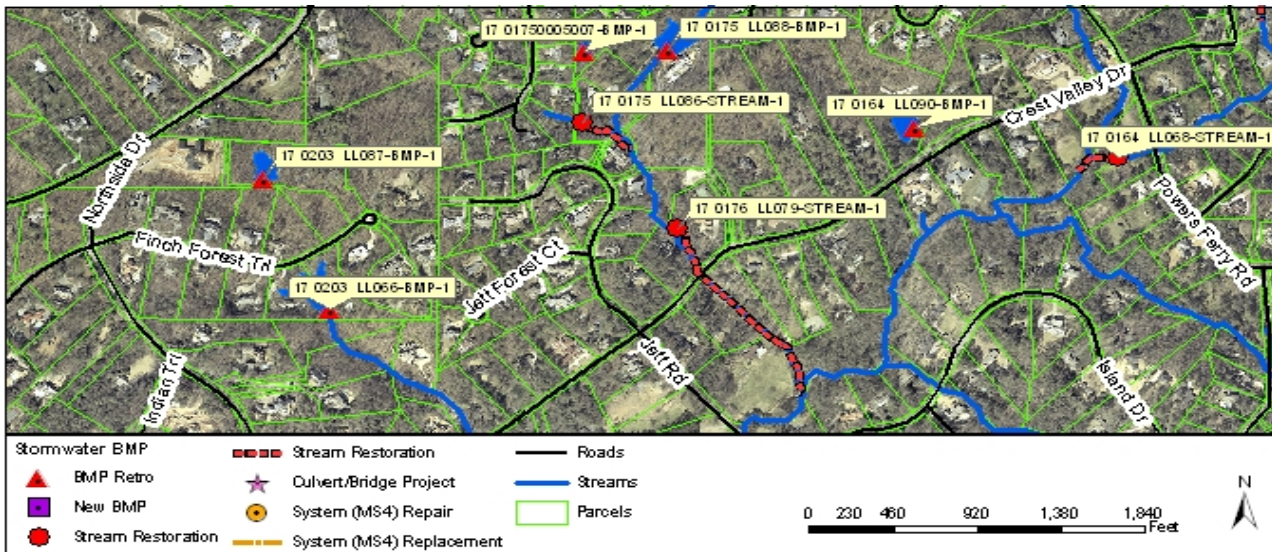 17 01750005007-BMP-1
17 0175 LL088-BMP-1
17 0175 LL086-STREAM-1
17 0164 LL090-BMP-1
Crest Valley Dr
17 0164 LL068-STREAM-1
Northside Dr
17 0203 LL087-BMP-1
Powers Ferry Rd
17 0176 LL079-STREAM-1
Finch Forest Trl
Jett Forest Ct
17 0203 LL066-BMP-1
Indian Trl
Jett Rd
Island Dr
Stormwater BMP
BMP Retro
New BMP
Stream Restoration
Stream Restoration
Culvert/Bridge Project
System (MS4) Repair
System (MS4) Replacement
Roads
Streams
Parcels
0 230 460 920 1,380 1,840
Feet
N